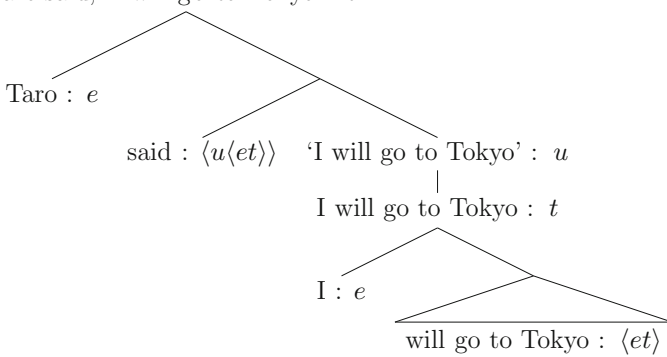 Taro : e
said : ⟨u⟨et⟩⟩ ‘I will go to Tokyo’ : u
I will go to Tokyo : t
I : e
will go to Tokyo : ⟨et⟩